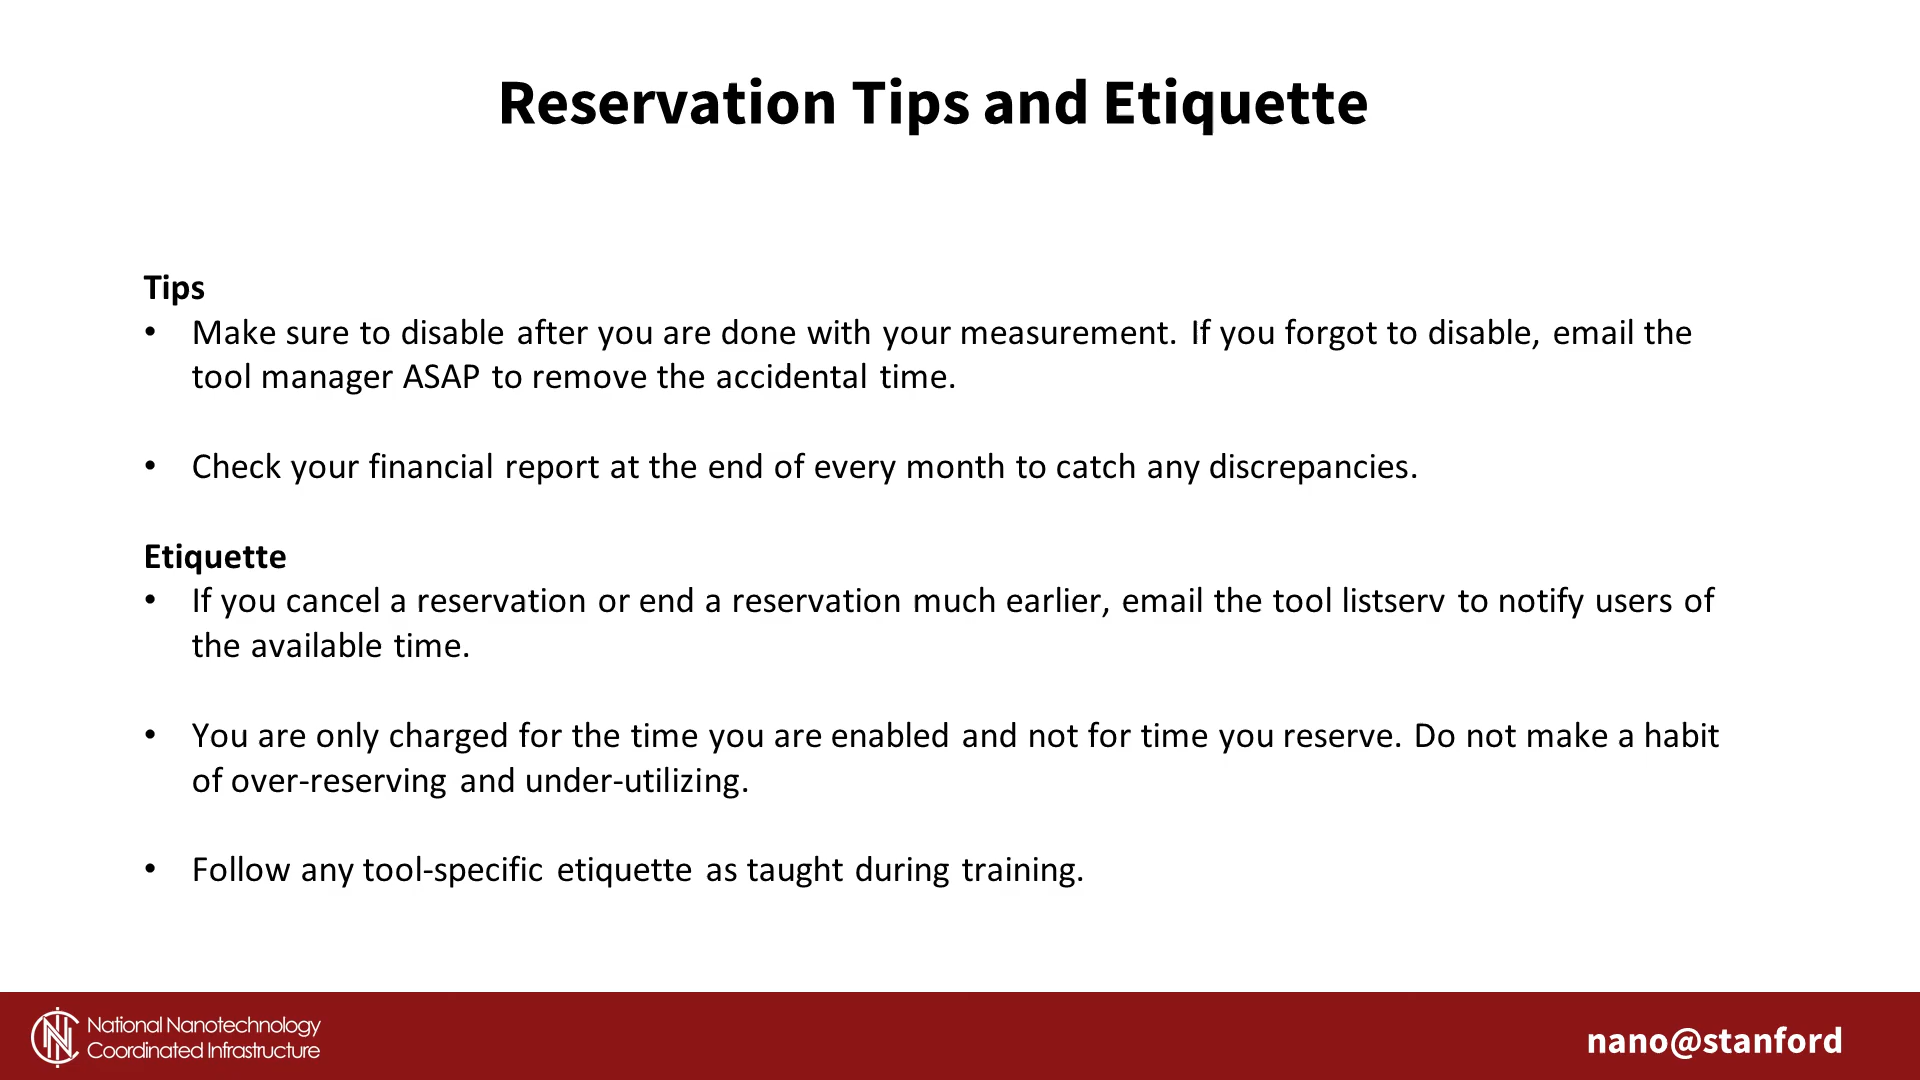 Reservation Tips and Etiquette
Tips
• Make sure to disable after you are done with your measurement. If you forgot to disable, email the
tool manager ASAP to remove the accidental time.
• Check your financial report at the end of every month to catch any discrepancies.
Etiquette
• If you cancel a reservation or end a reservation much earlier, email the tool listserv to notify users of
the available time.
• You are only charged for the time you are enabled and not for time you reserve. Do not make a habit
of over-reserving and under-utilizing.
• Follow any tool-specific etiquette as taught during training.
National Nanotechnology
Coordinated Infrastructure
nano@stanford